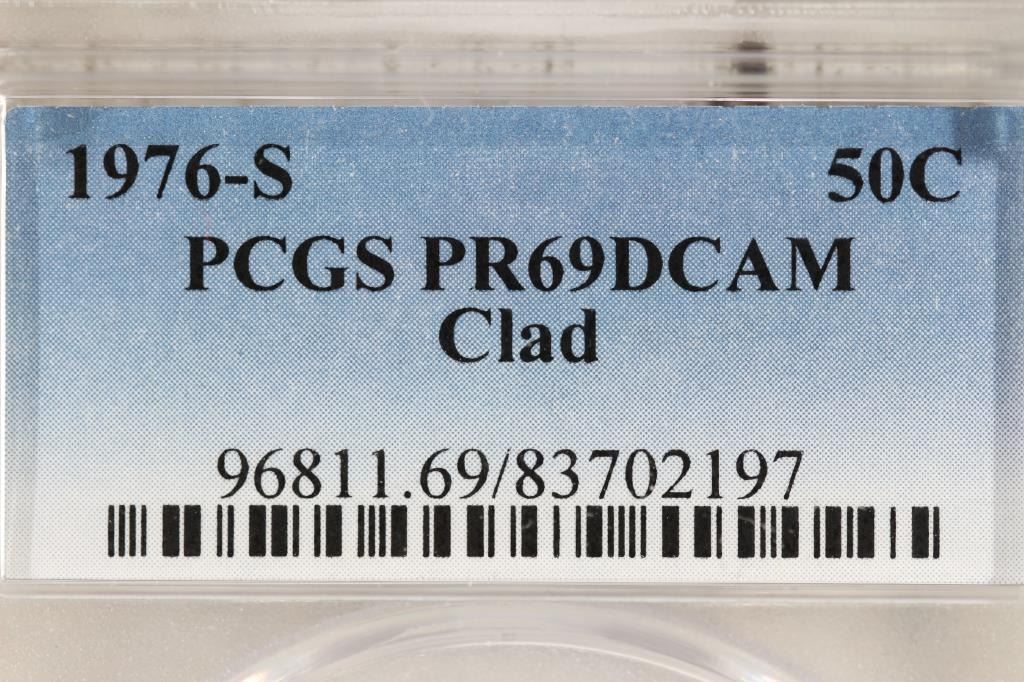 1976-S 50C
PCGS PR69DCAM
Clad
96811.69/83702197